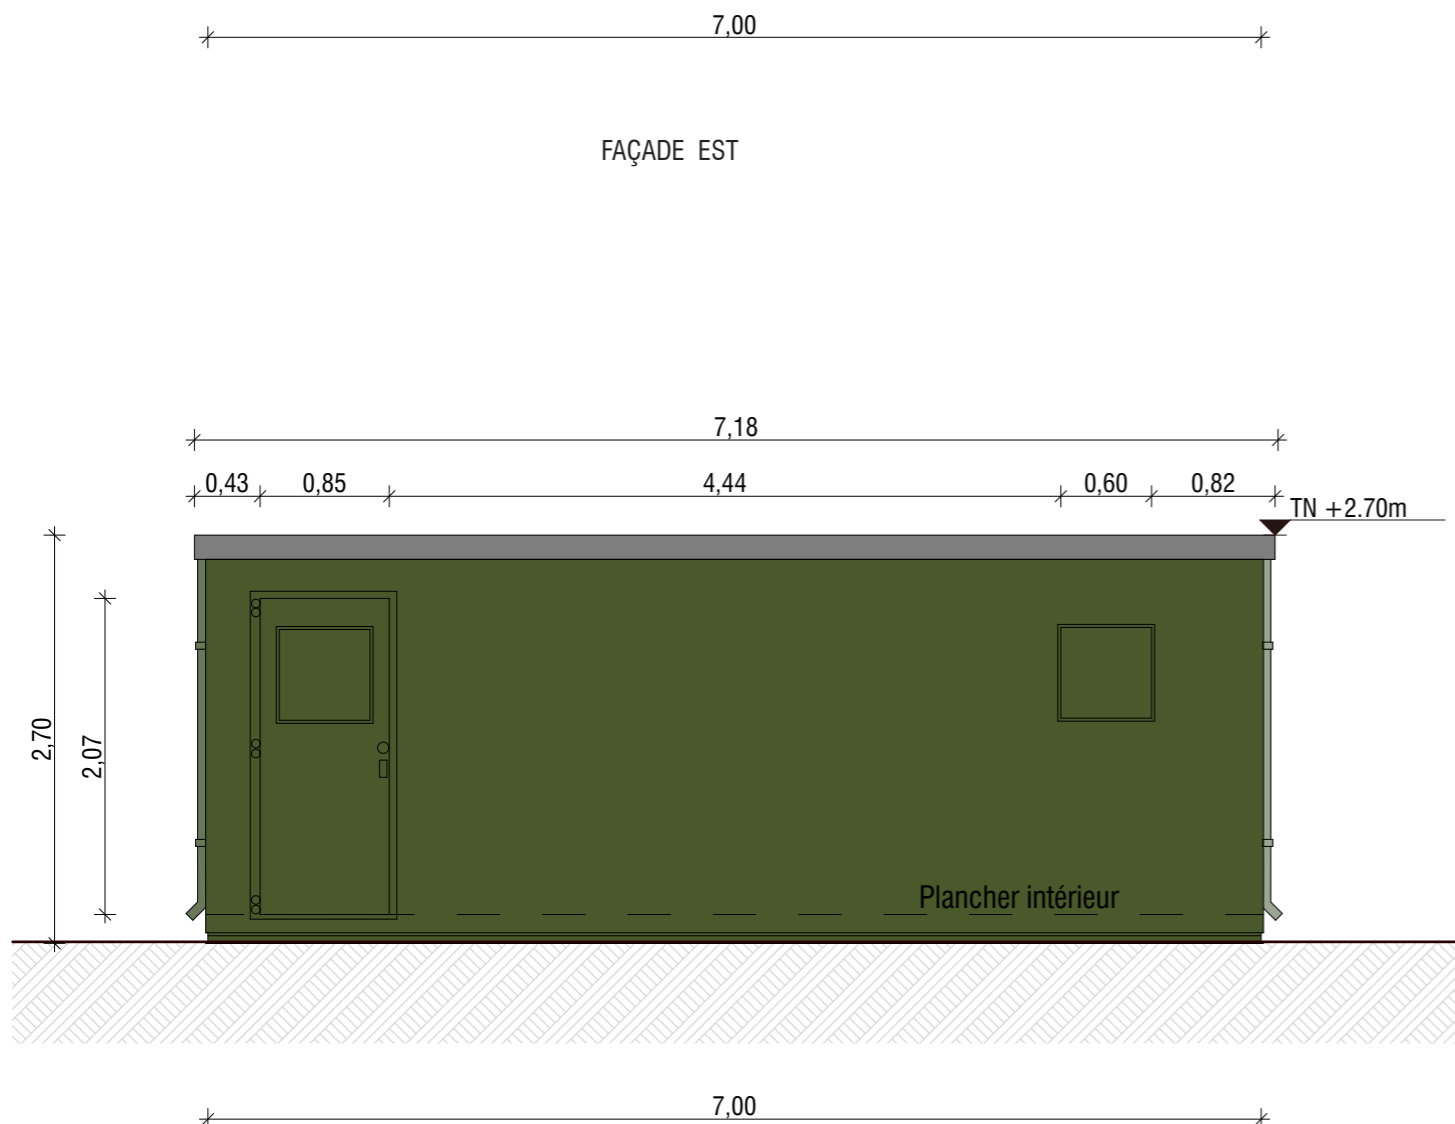 7,00
FAÇADE EST
7,18
0,43 0,85 4,44 0,60 0,82
TN +2.70m
2,70
2,07
Plancher intérieur
7,00